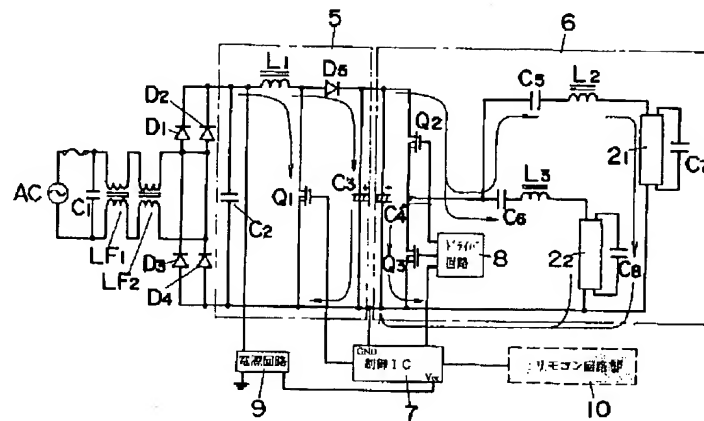 5
6
L1
D5
C5
L2
D2
D1
Q2
21
C7
L3
AC
C1
Q1
C3
C4
C6
C2
LF1
LF2
D3
D4
Q3
ドライバ
回路
8
22
C8
電源回路
9
GND
制御IC
Vcc
7
リモコン回路部
10